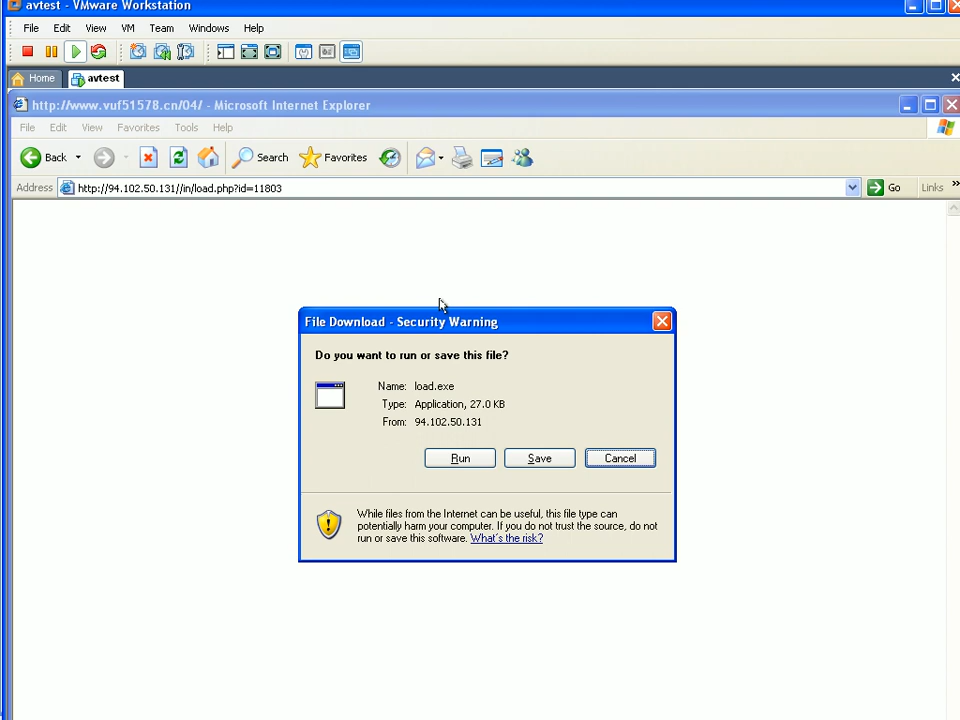 avtest - VMware Workstation
File Edit View VM Team Windows Help
Home avtest
http://www.vuf51578.cn/04/ - Microsoft Internet Explorer
File Edit View Favorites Tools Help
Back Search Favorites
Address http://94.102.50.131//in/load.php?id=11803 Go Links »
File Download - Security Warning
Do you want to run or save this file?
Name: load.exe
Type: Application, 27.0 KB
From: 94.102.50.131
Run Save Cancel
While files from the Internet can be useful, this file type can
potentially harm your computer. If you do not trust the source, do not
run or save this software. What's the risk?